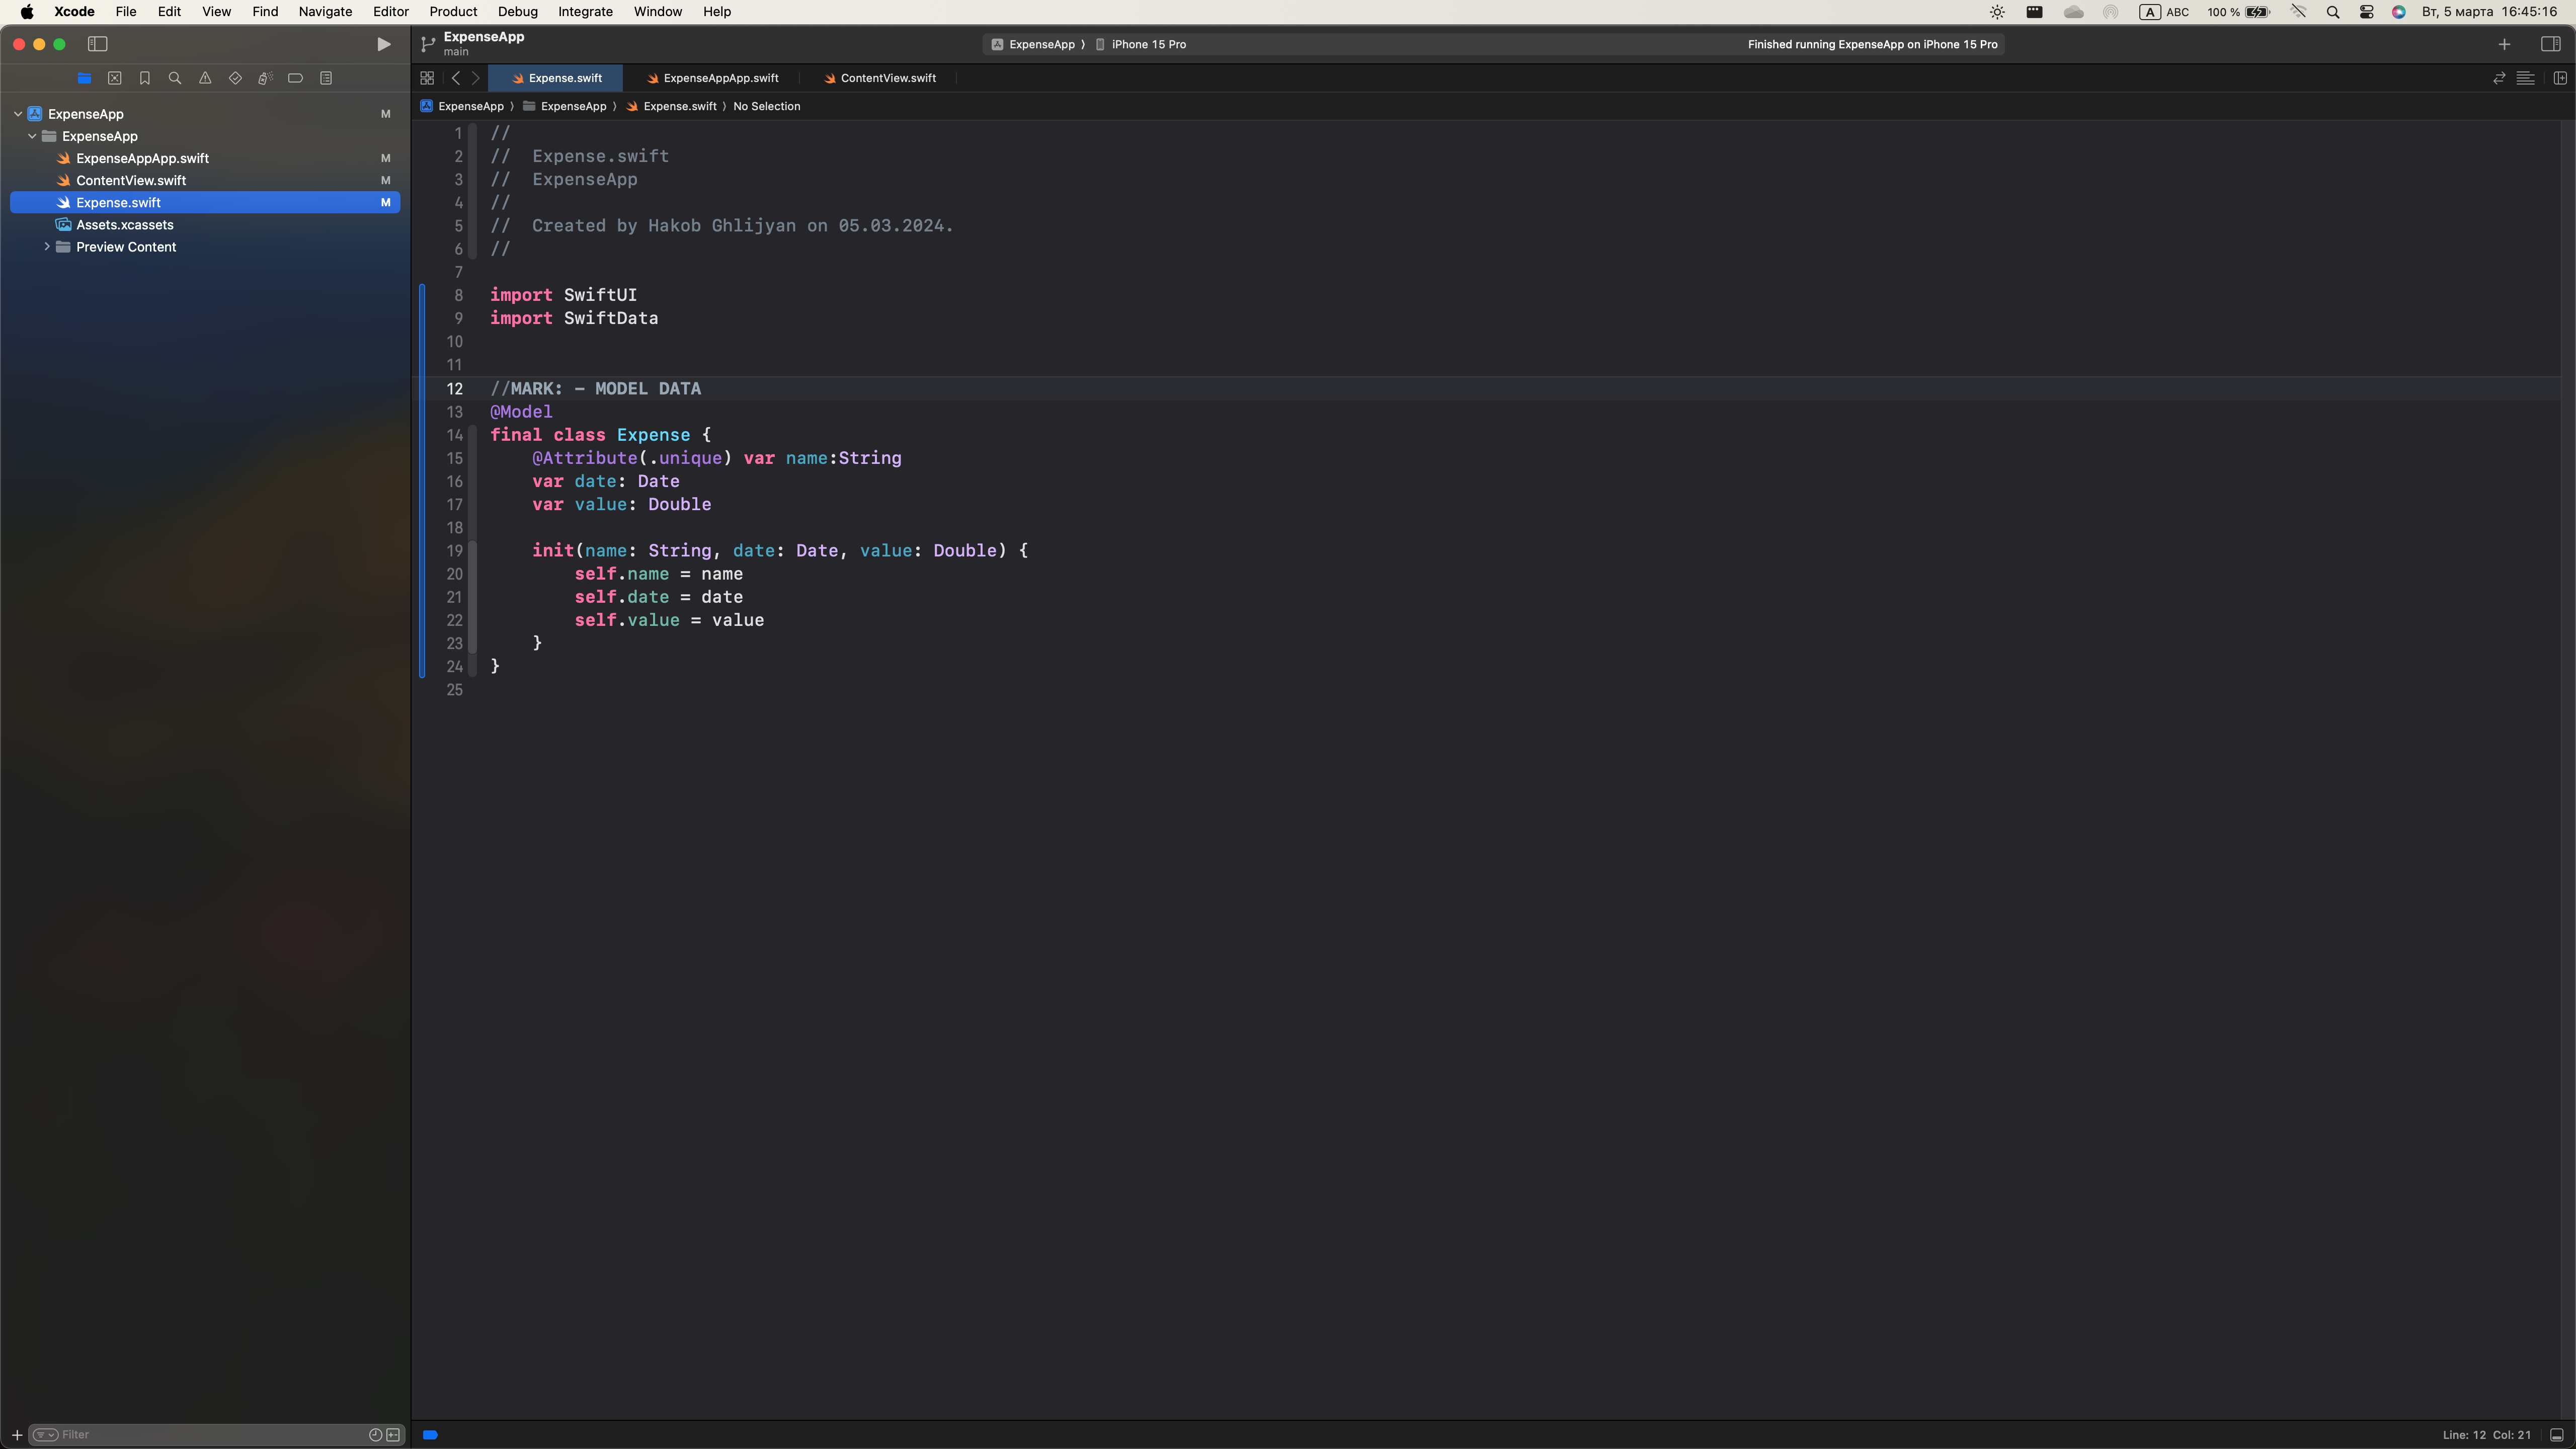 Xcode File Edit View Find Navigate Editor Product Debug Integrate Window Help
A ABC 100 % Вт, 5 марта 16:45:16
ExpenseApp
main
ExpenseApp ⟩ iPhone 15 Pro
Finished running ExpenseApp on iPhone 15 Pro
Expense.swift ExpenseAppApp.swift ContentView.swift
ExpenseApp ⟩ ExpenseApp ⟩ Expense.swift ⟩ No Selection
ExpenseApp M
ExpenseApp
ExpenseAppApp.swift M
ContentView.swift M
Expense.swift M
Assets.xcassets
Preview Content
1 //
2 //  Expense.swift
3 //  ExpenseApp
4 //
5 //  Created by Hakob Ghlijyan on 05.03.2024.
6 //
7
8 import SwiftUI
9 import SwiftData
10
11
12 //MARK: - MODEL DATA
13 @Model
14 final class Expense {
15     @Attribute(.unique) var name:String
16     var date: Date
17     var value: Double
18
19     init(name: String, date: Date, value: Double) {
20         self.name = name
21         self.date = date
22         self.value = value
23     }
24 }
25
Filter
Line: 12 Col: 21